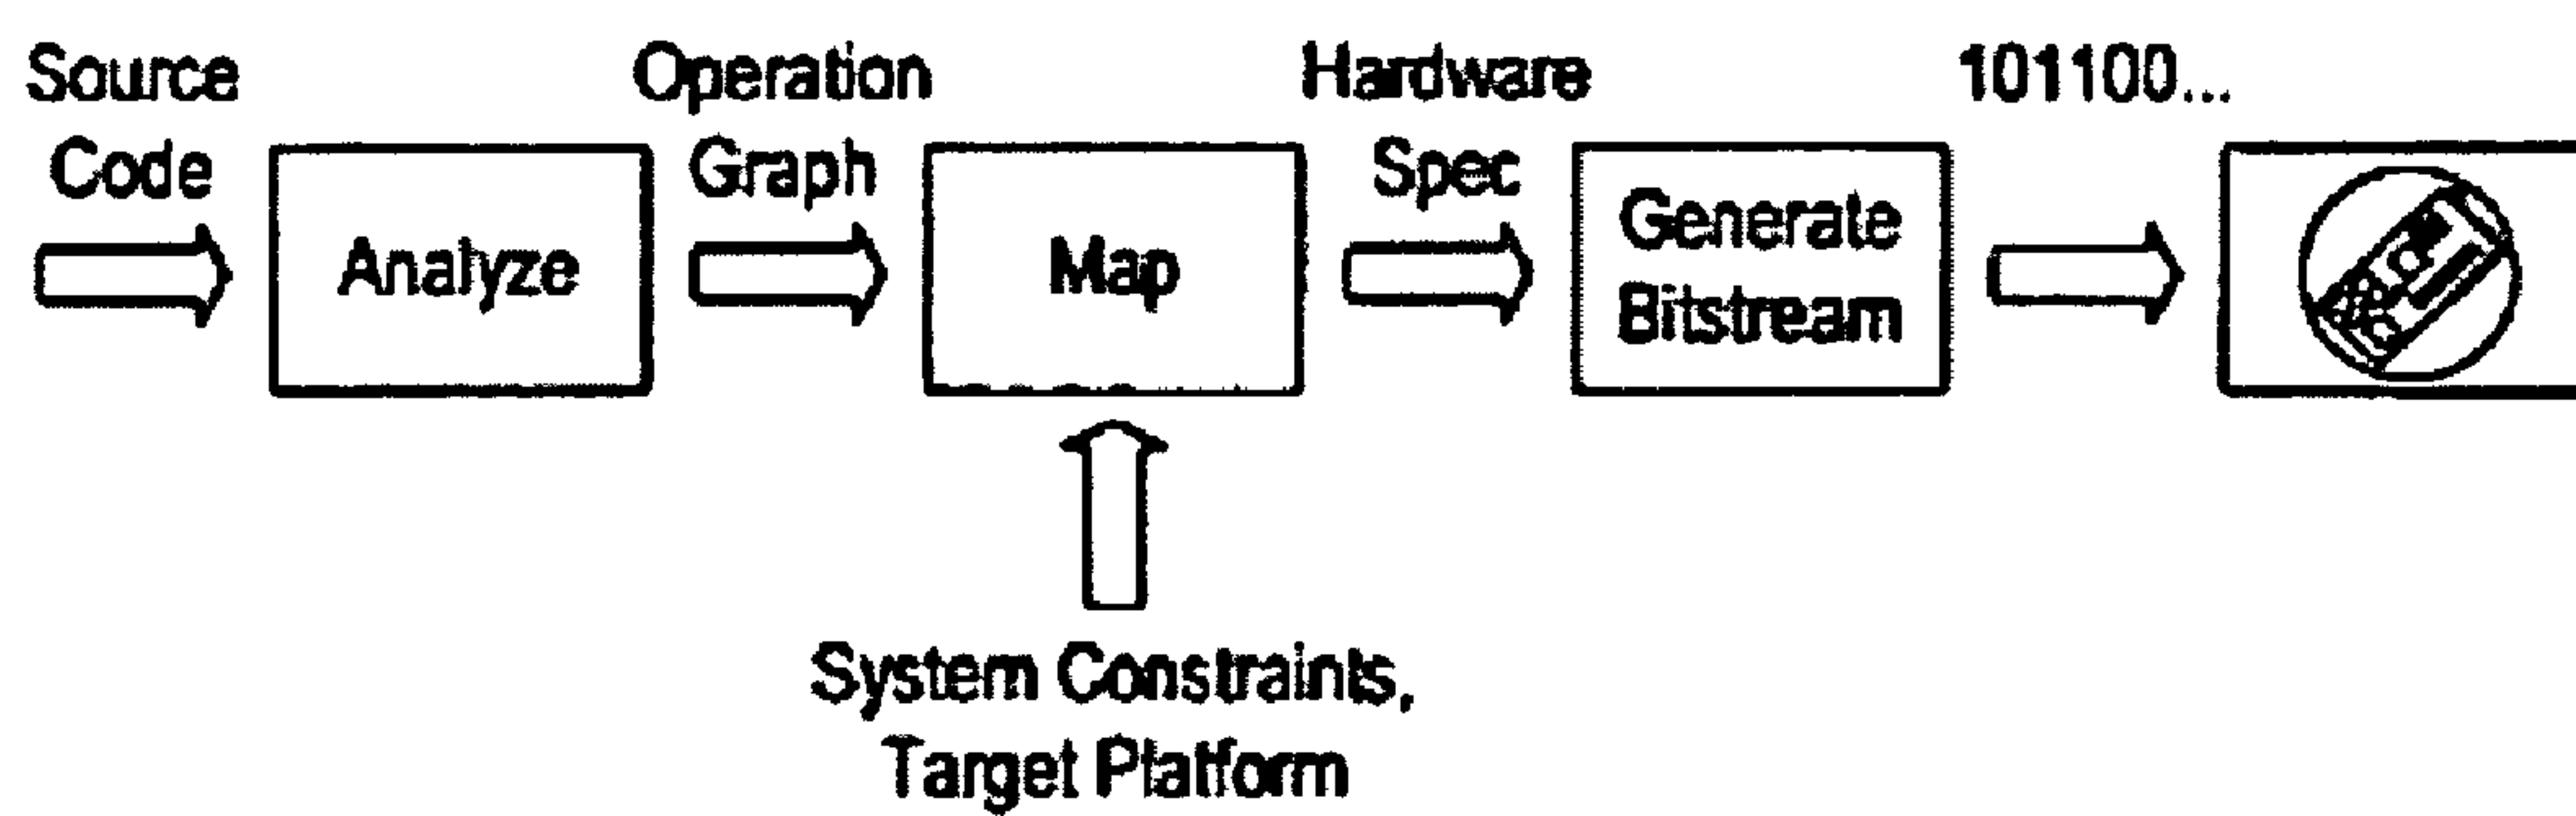 Source
Code
Analyze
Operation
Graph
Map
Hardware
Spec
Generate
Bitstream
101100...
System Constraints,
Target Platform